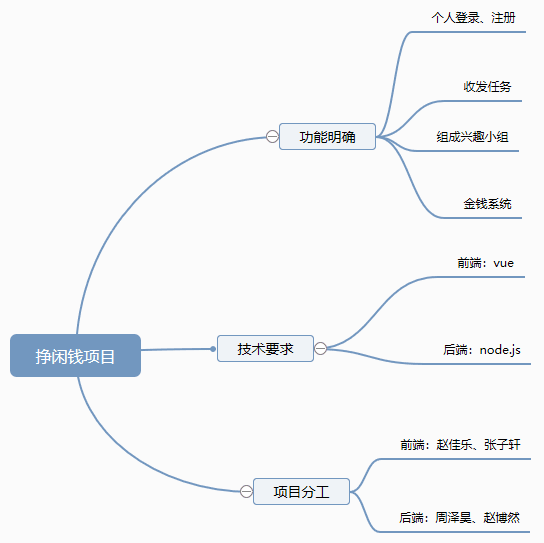 挣闲钱项目
功能明确
个人登录、注册
收发任务
组成兴趣小组
金钱系统
技术要求
前端：vue
后端：node.js
项目分工
前端：赵佳乐、张子轩
后端：周泽昊、赵博然